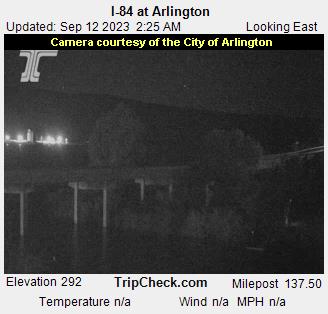 I-84 at Arlington
Updated: Sep 12 2023 2:25 AM Looking East
Camera courtesy of the City of Arlington
Elevation 292 TripCheck.com Milepost 137.50
Temperature n/a Wind n/a MPH n/a